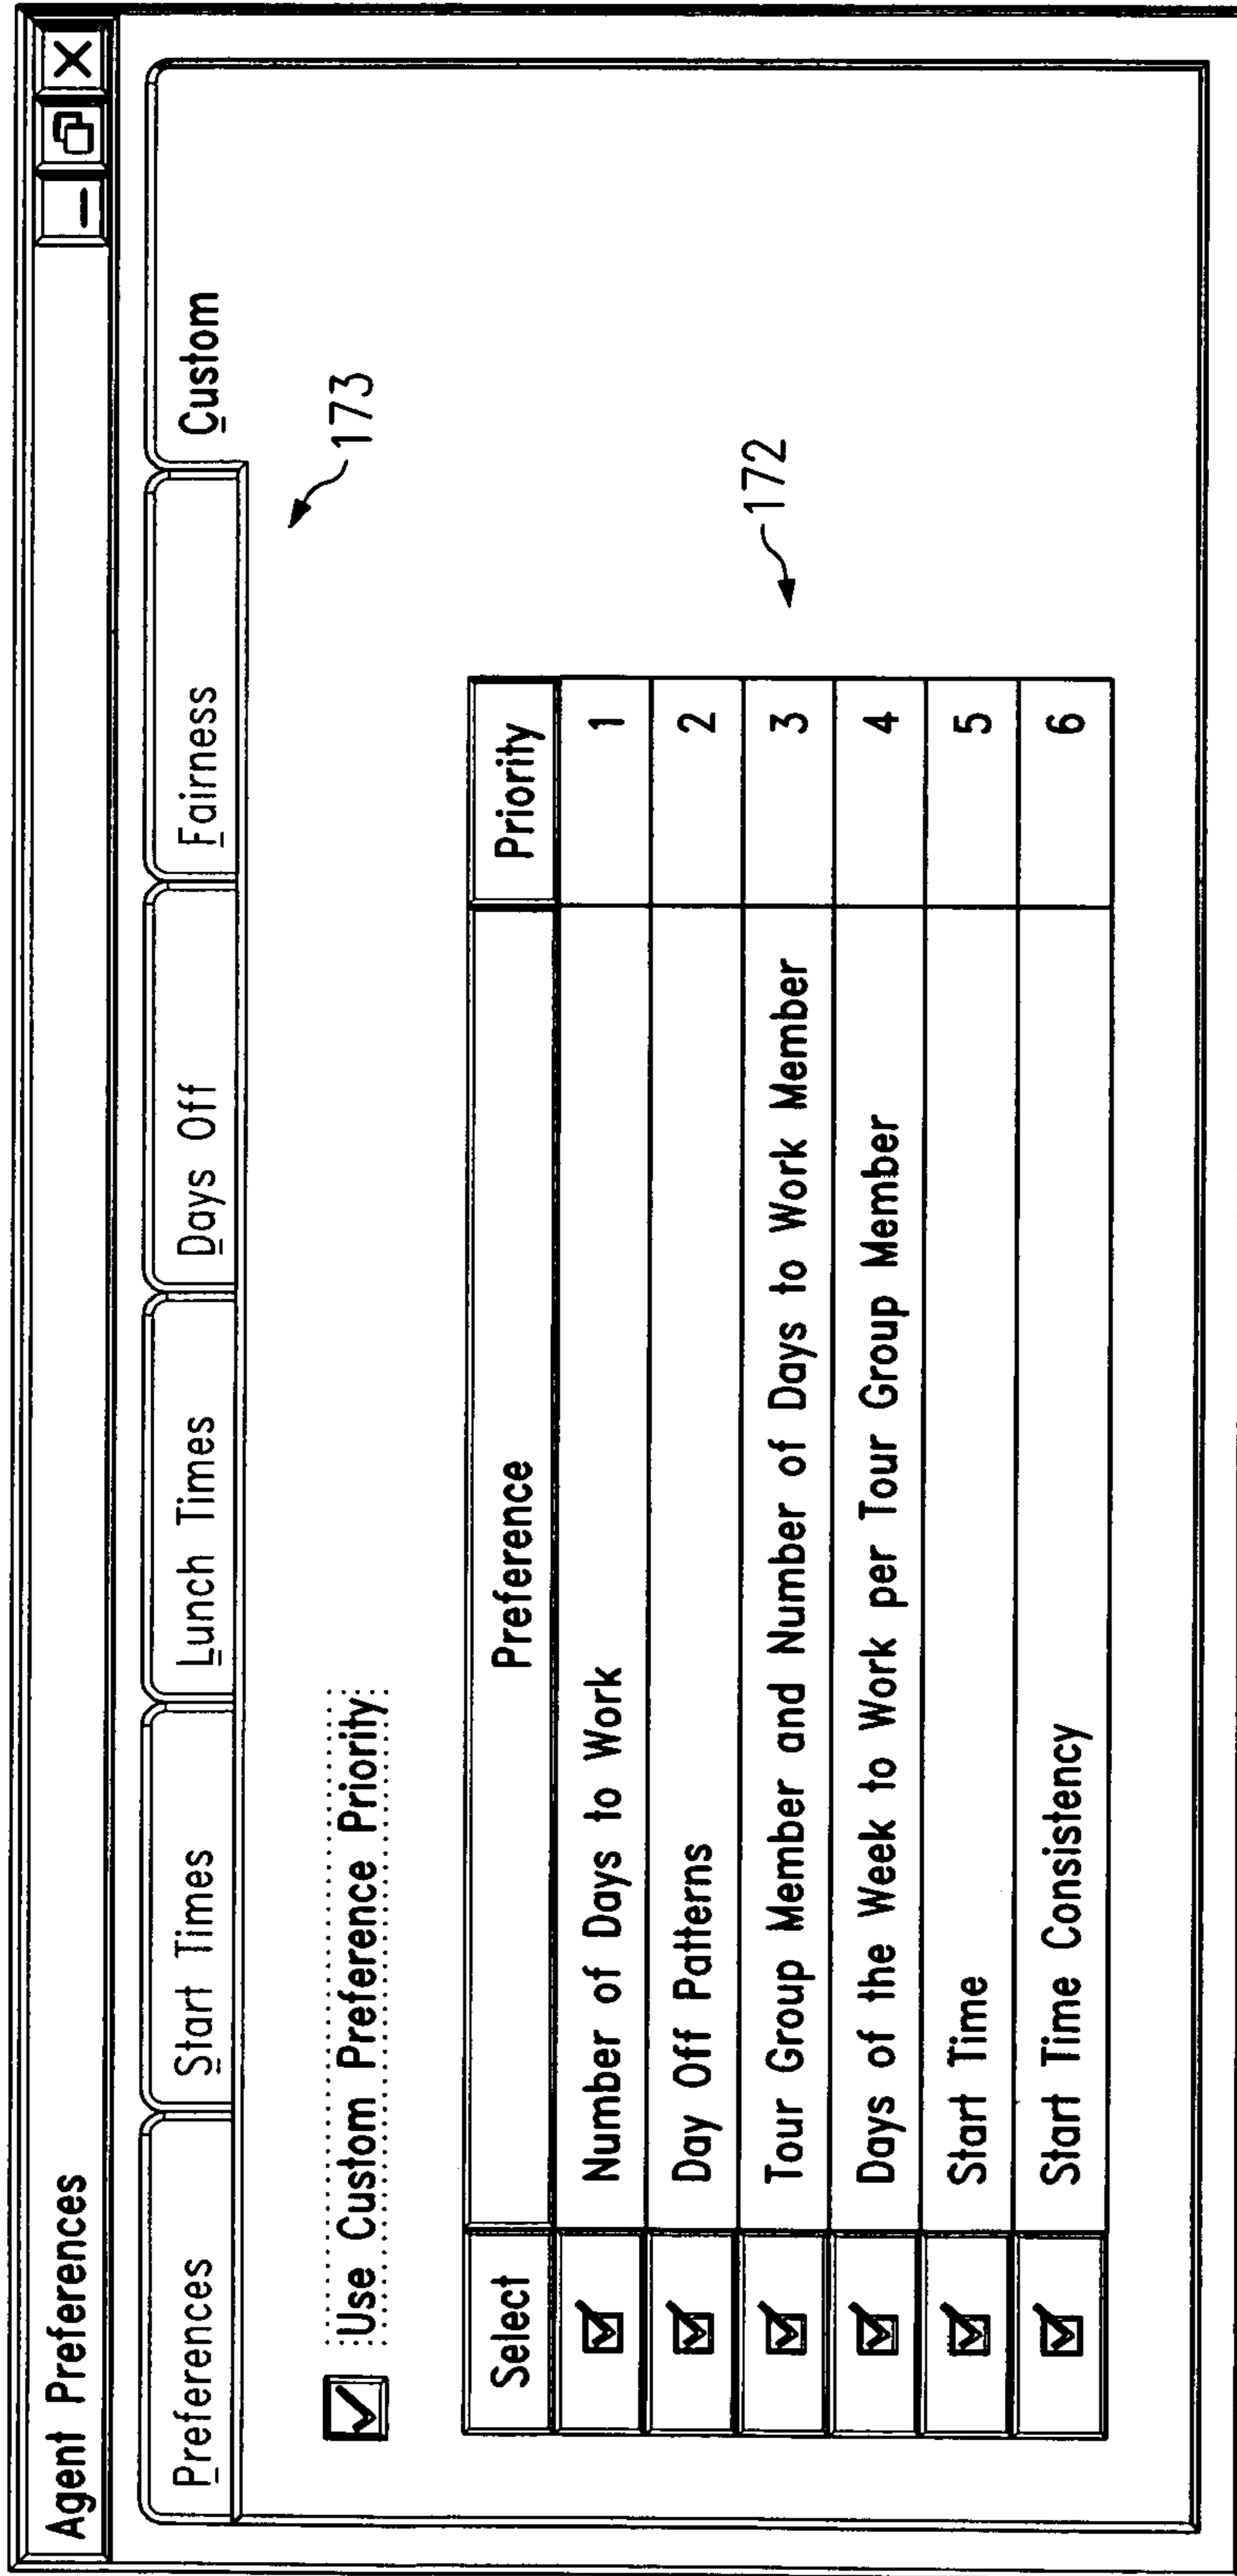 Agent Preferences
Preferences Start Times Lunch Times Days Off Fairness Custom
173
Use Custom Preference Priority
172
Select Preference Priority
Number of Days to Work 1
Day Off Patterns 2
Tour Group Member and Number of Days to Work Member 3
Days of the Week to Work per Tour Group Member 4
Start Time 5
Start Time Consistency 6